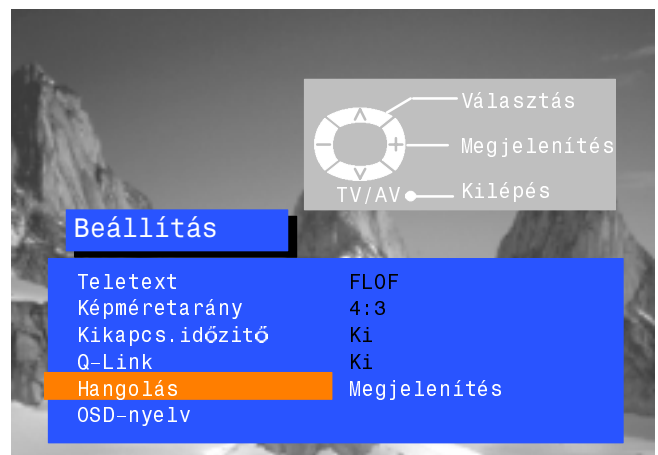 Választás
Megjelenítés
TV/AV Kilépés
Beállítás
Teletext FLOF
Képméretarány 4:3
Kikapcs.időzitő Ki
Q-Link Ki
Hangolás Megjelenítés
OSD-nyelv